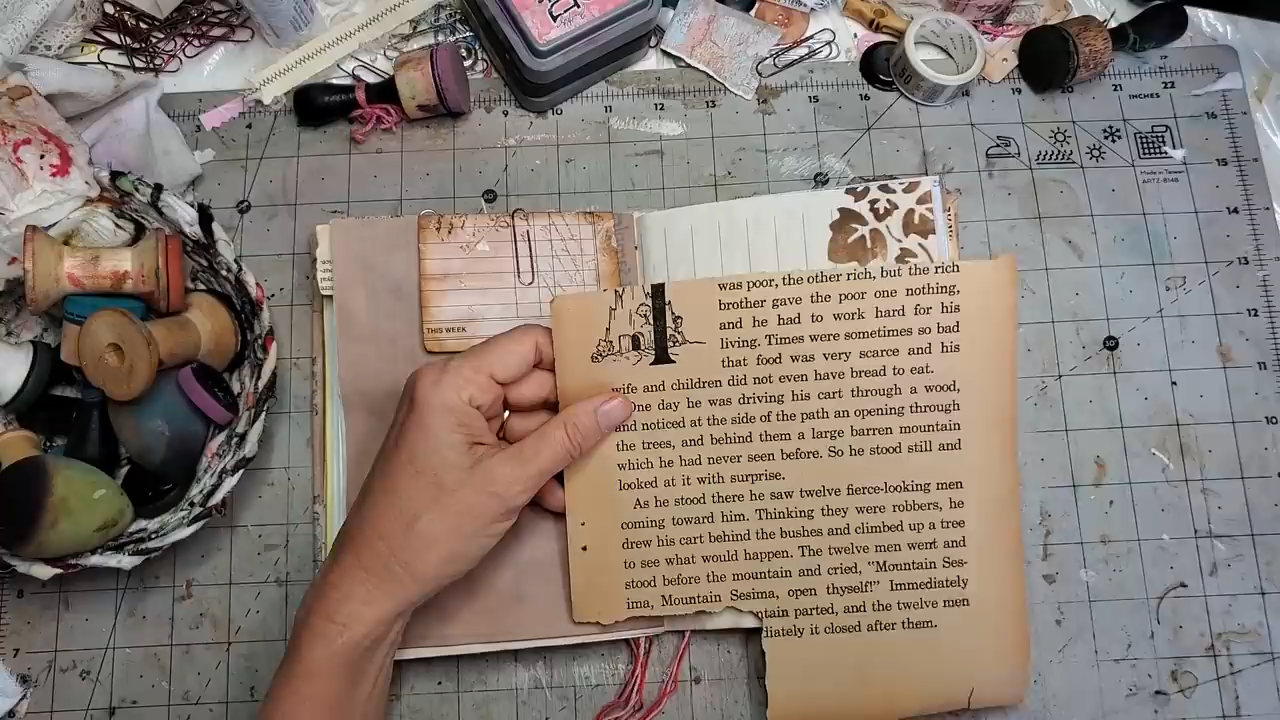 INCHES
Made in Taiwan
ARTZ-8148
THIS WEEK
was poor, the other rich, but the rich
brother gave the poor one nothing,
and he had to work hard for his
living. Times were sometimes so bad
that food was very scarce and his
wife and children did not even have bread to eat.
one day he was driving his cart through a wood,
and noticed at the side of the path an opening through
the trees, and behind them a large barren mountain
which he had never seen before. So he stood still and
looked at it with surprise.
As he stood there he saw twelve fierce-looking men
coming toward him. Thinking they were robbers, he
drew his cart behind the bushes and climbed up a tree
to see what would happen. The twelve men went and
stood before the mountain and cried, "Mountain Ses-
ima, Mountain Sesima, open thyself!" Immediately
ntain parted, and the twelve men
iately it closed after them.